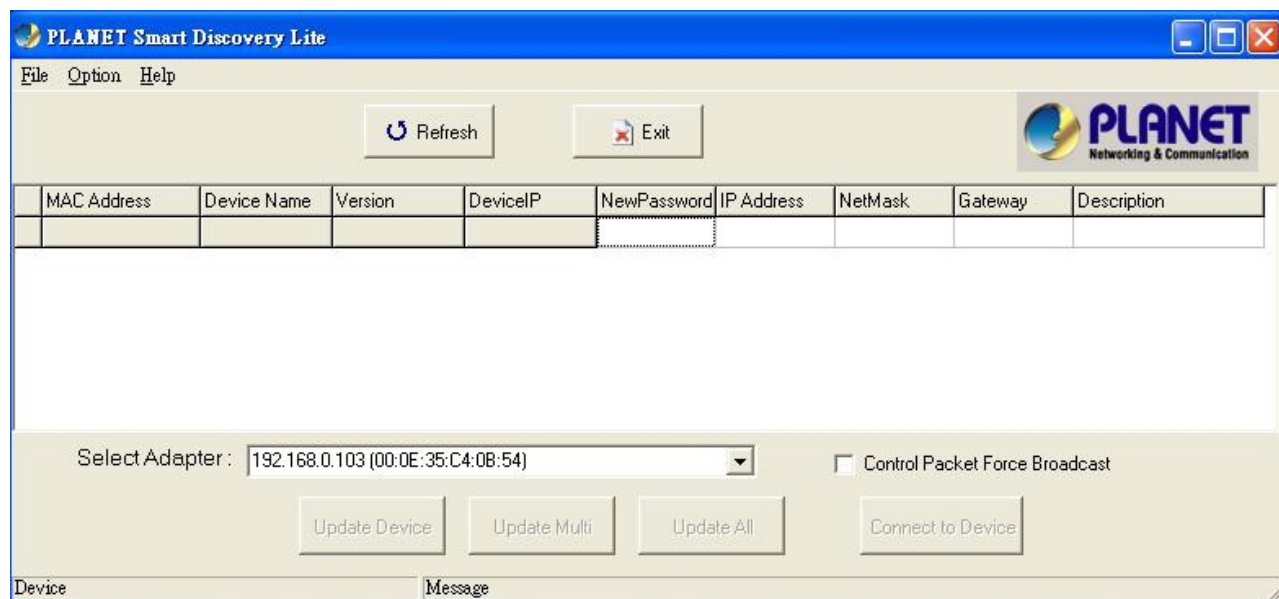 PLANET Smart Discovery Lite
File Option Help
Refresh Exit
PLANET
Networking & Communication
MAC Address Device Name Version DeviceIP NewPassword IP Address NetMask Gateway Description
Select Adapter : 192.168.0.103 (00:0E:35:C4:0B:54) Control Packet Force Broadcast
Update Device Update Multi Update All Connect to Device
Device Message